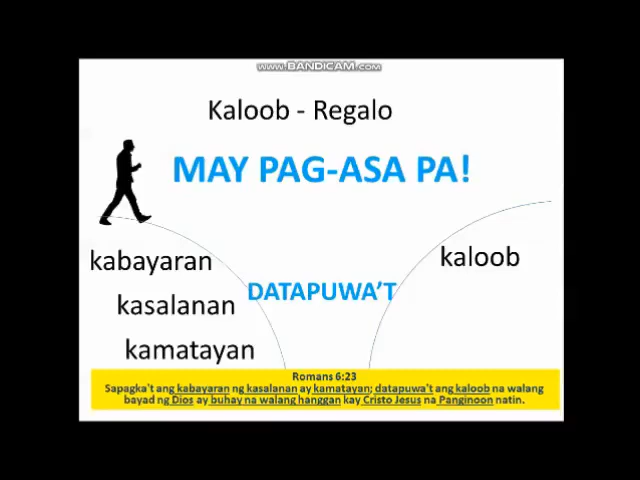 www.BANDICAM.com
Kaloob - Regalo
MAY PAG-ASA PA!
kabayaran
kaloob
DATAPUWA'T
kasalanan
kamatayan
Romans 6:23
Sapagka't ang kabayaran ng kasalanan ay kamatayan; datapuwa't ang kaloob na walang
bayad ng Dios ay buhay na walang hanggan kay Cristo Jesus na Panginoon natin.